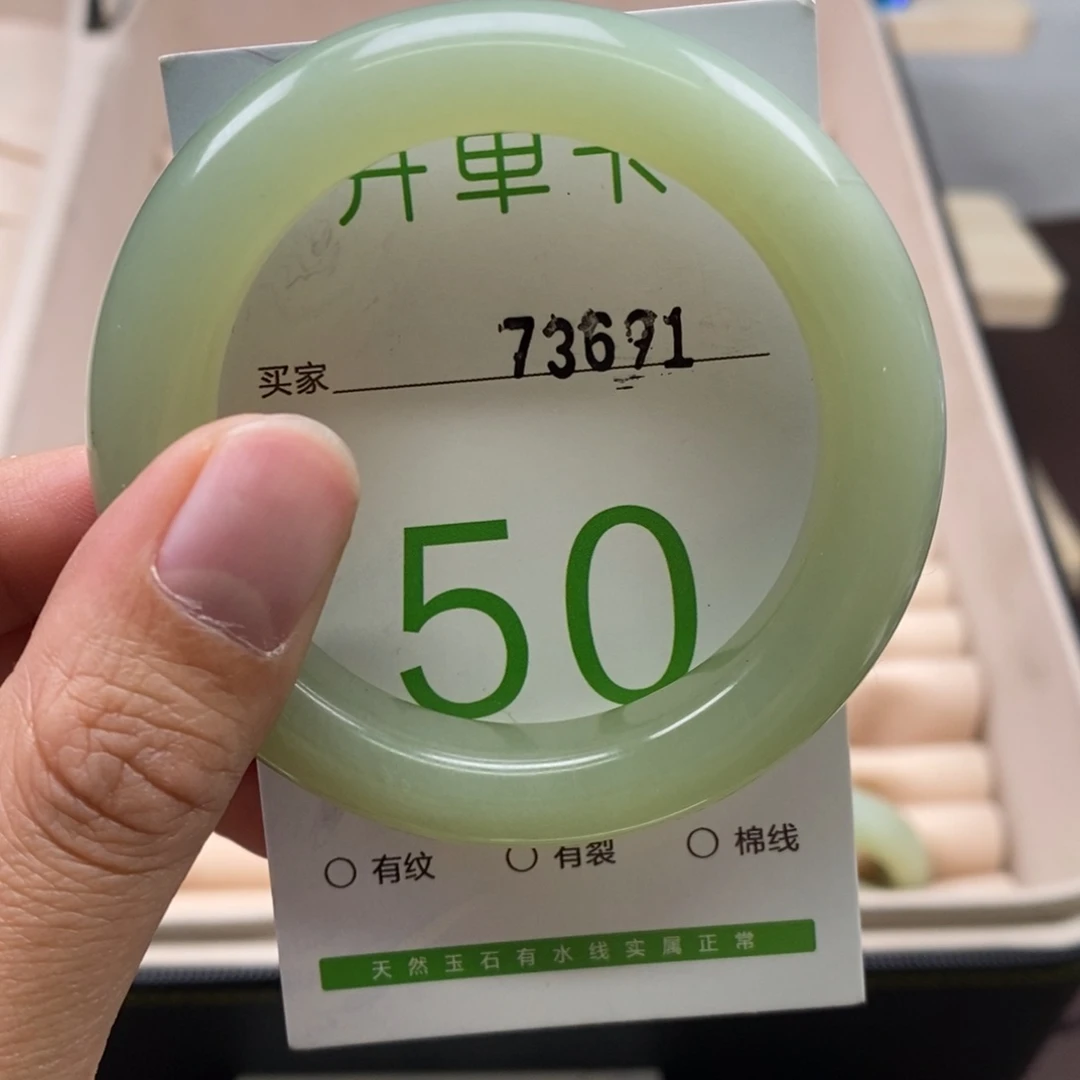 开单卡
买家 73691
50
有纹 有裂 棉线
天然玉石有水线实属正常